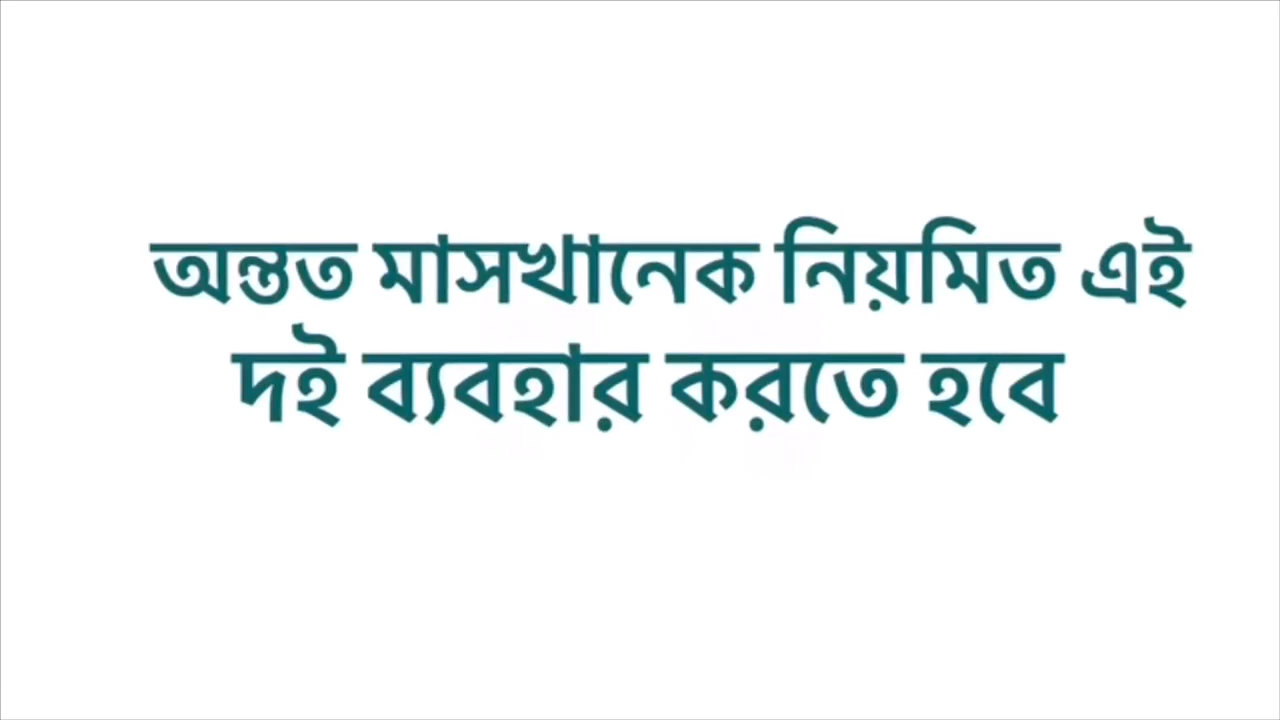 অন্তত মাসখানেক নিয়মিত এই
দই ব্যবহার করতে হবে